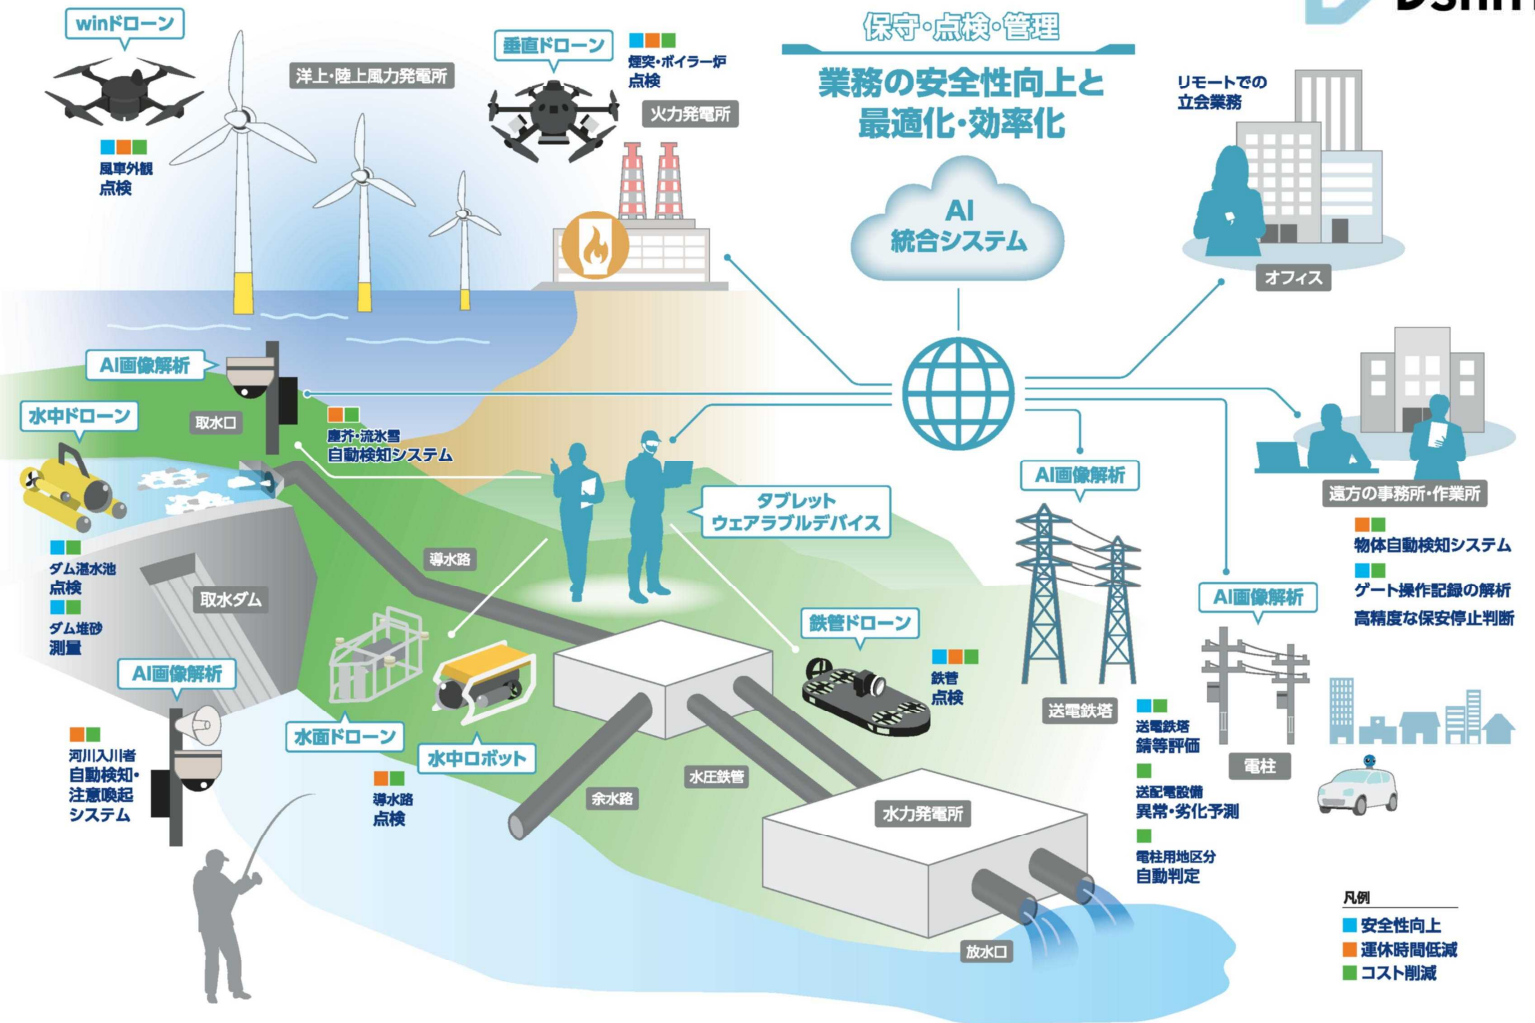 winドローン
風車外観
点検
洋上・陸上風力発電所
垂直ドローン
煙突・ボイラー炉
点検
火力発電所
保守・点検・管理
業務の安全性向上と
最適化・効率化
AI
統合システム
リモートでの
立会業務
オフィス
AI画像解析
取水口
水中ドローン
塵芥・流氷雪
自動検知システム
タブレット
ウェアラブルデバイス
AI画像解析
遠方の事務所・作業所
物体自動検知システム
ゲート操作記録の解析
高精度な保安停止判断
ダム湛水池
点検
ダム堆砂
測量
取水ダム
導水路
AI画像解析
河川入川者
自動検知・
注意喚起
システム
水面ドローン
水中ロボット
導水路
点検
鉄管ドローン
鉄管
点検
余水路
水圧鉄管
水力発電所
放水口
送電鉄塔
送電鉄塔
錆等評価
送配電設備
異常・劣化予測
電柱用地区分
自動判定
AI画像解析
電柱
凡例
安全性向上
運休時間低減
コスト削減